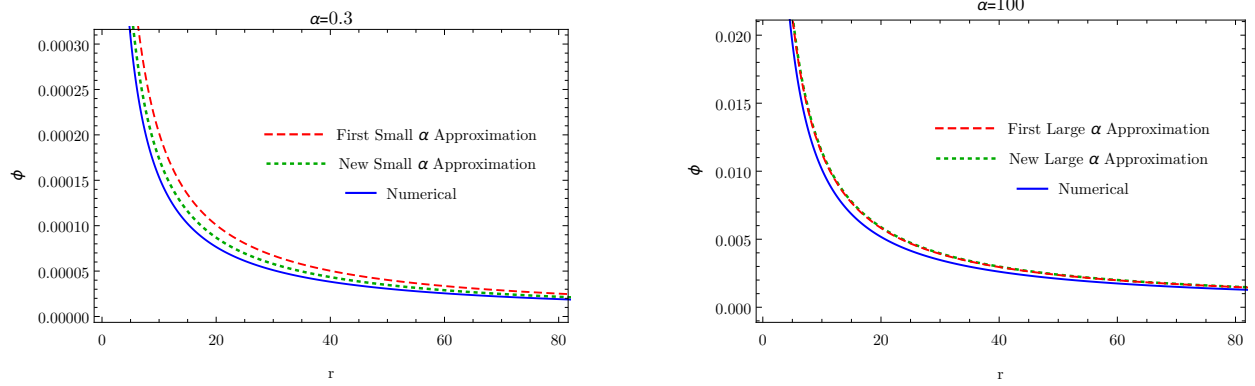 α=0.3
0.00030
0.00025
0.00020
0.00015
0.00010
0.00005
0.00000
ϕ
First Small α Approximation
New Small α Approximation
Numerical
0 20 40 60 80
r
α=100
0.020
0.015
0.010
0.005
0.000
ϕ
First Large α Approximation
New Large α Approximation
Numerical
0 20 40 60 80
r